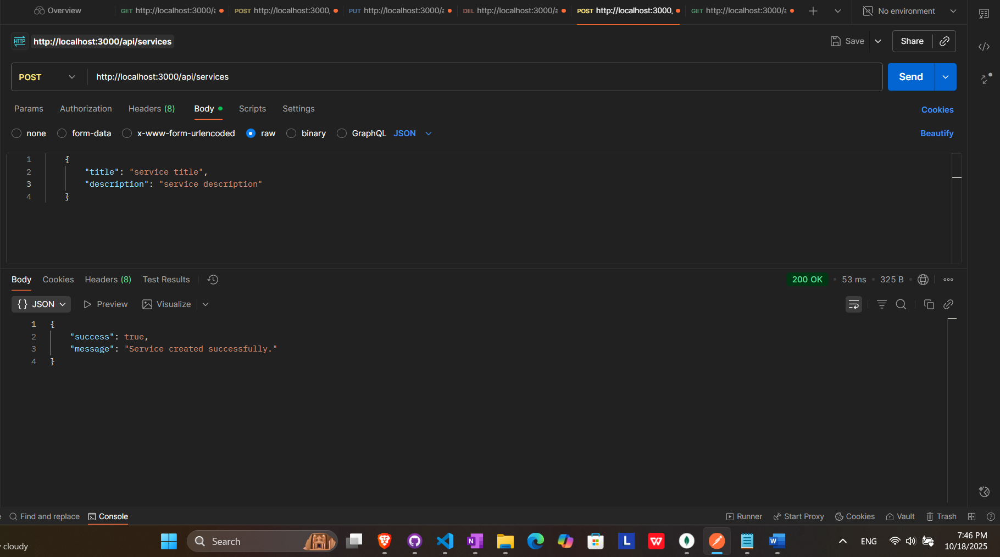 Overview GET http://localhost:3000/a POST http://localhost:3000, PUT http://localhost:3000/a DEL http://localhost:3000/a POST http://localhost:3000, GET http://localhost:3000/a No environment
HTTP http://localhost:3000/api/services Save Share
POST http://localhost:3000/api/services Send
Params Authorization Headers (8) Body Scripts Settings Cookies
none form-data x-www-form-urlencoded raw binary GraphQL JSON Beautify
1 {
2 "title": "service title",
3 "description": "service description"
4 }
Body Cookies Headers (8) Test Results 200 OK • 53 ms • 325 B •
{} JSON Preview Visualize
1 {
2 "success": true,
3 "message": "Service created successfully."
4 }
Find and replace Console Runner Start Proxy Cookies Vault Trash
cloudy Search ENG 7:46 PM
10/18/2025